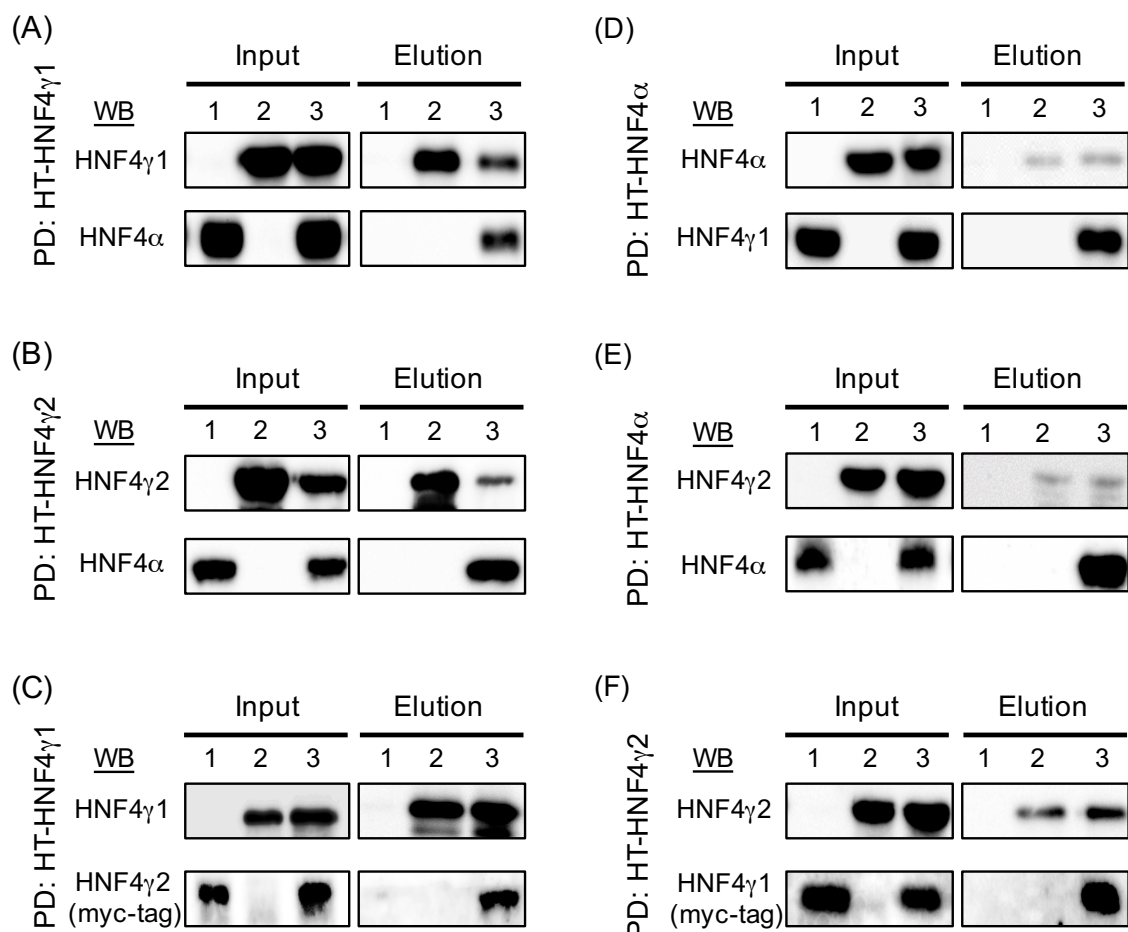 (A)
PD: HT-HNF4γ1
Input Elution
WB 1 2 3 1 2 3
HNF4γ1
HNF4α
(B)
PD: HT-HNF4γ2
Input Elution
WB 1 2 3 1 2 3
HNF4γ2
HNF4α
(C)
PD: HT-HNF4γ1
Input Elution
WB 1 2 3 1 2 3
HNF4γ1
HNF4γ2
(myc-tag)
(D)
PD: HT-HNF4α
Input Elution
WB 1 2 3 1 2 3
HNF4α
HNF4γ1
(E)
PD: HT-HNF4α
Input Elution
WB 1 2 3 1 2 3
HNF4γ2
HNF4α
(F)
PD: HT-HNF4γ2
Input Elution
WB 1 2 3 1 2 3
HNF4γ2
HNF4γ1
(myc-tag)